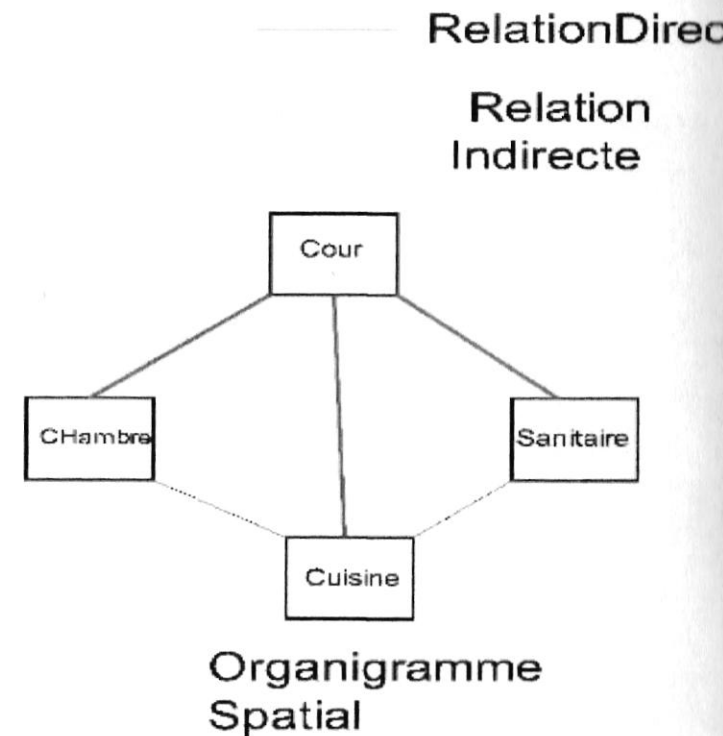 RelationDirec
Relation
Indirecte
Cour
CHambre
Sanitaire
Cuisine
Organigramme
Spatial